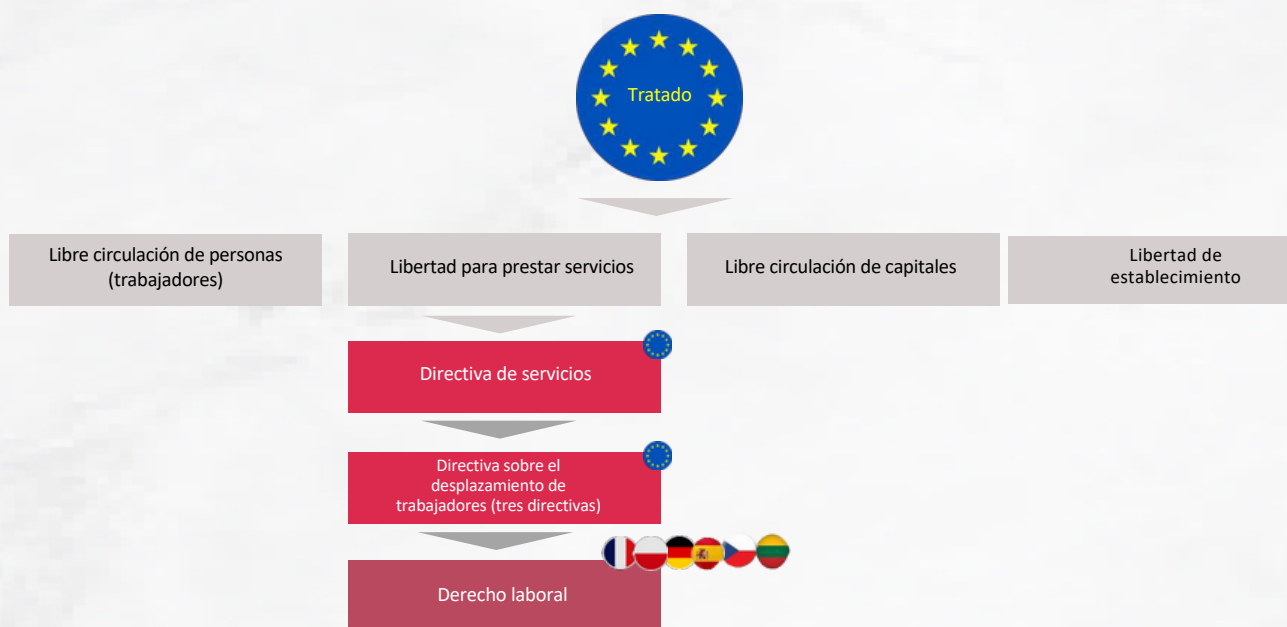 Tratado
Libre circulación de personas
(trabajadores)
Libertad para prestar servicios
Libre circulación de capitales
Libertad de
establecimiento
Directiva de servicios
Directiva sobre el
desplazamiento de
trabajadores (tres directivas)
Derecho laboral